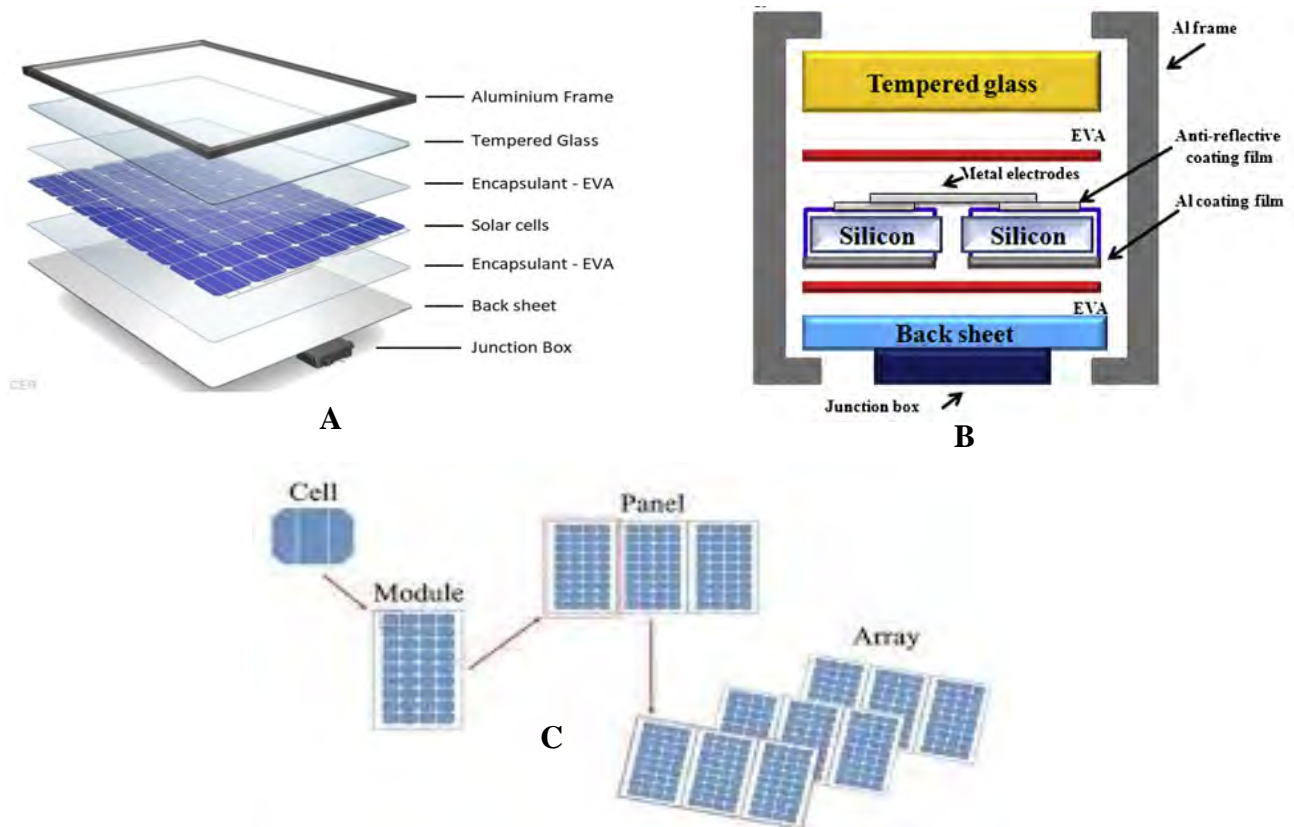 Aluminium Frame
Tempered Glass
Encapsulant - EVA
Solar cells
Encapsulant - EVA
Back sheet
Junction Box
CER
A
Al frame
Tempered glass
EVA
Anti-reflective
coating film
Metal electrodes
Al coating film
Silicon
Silicon
EVA
Back sheet
Junction box
B
Cell
Panel
Module
Array
C